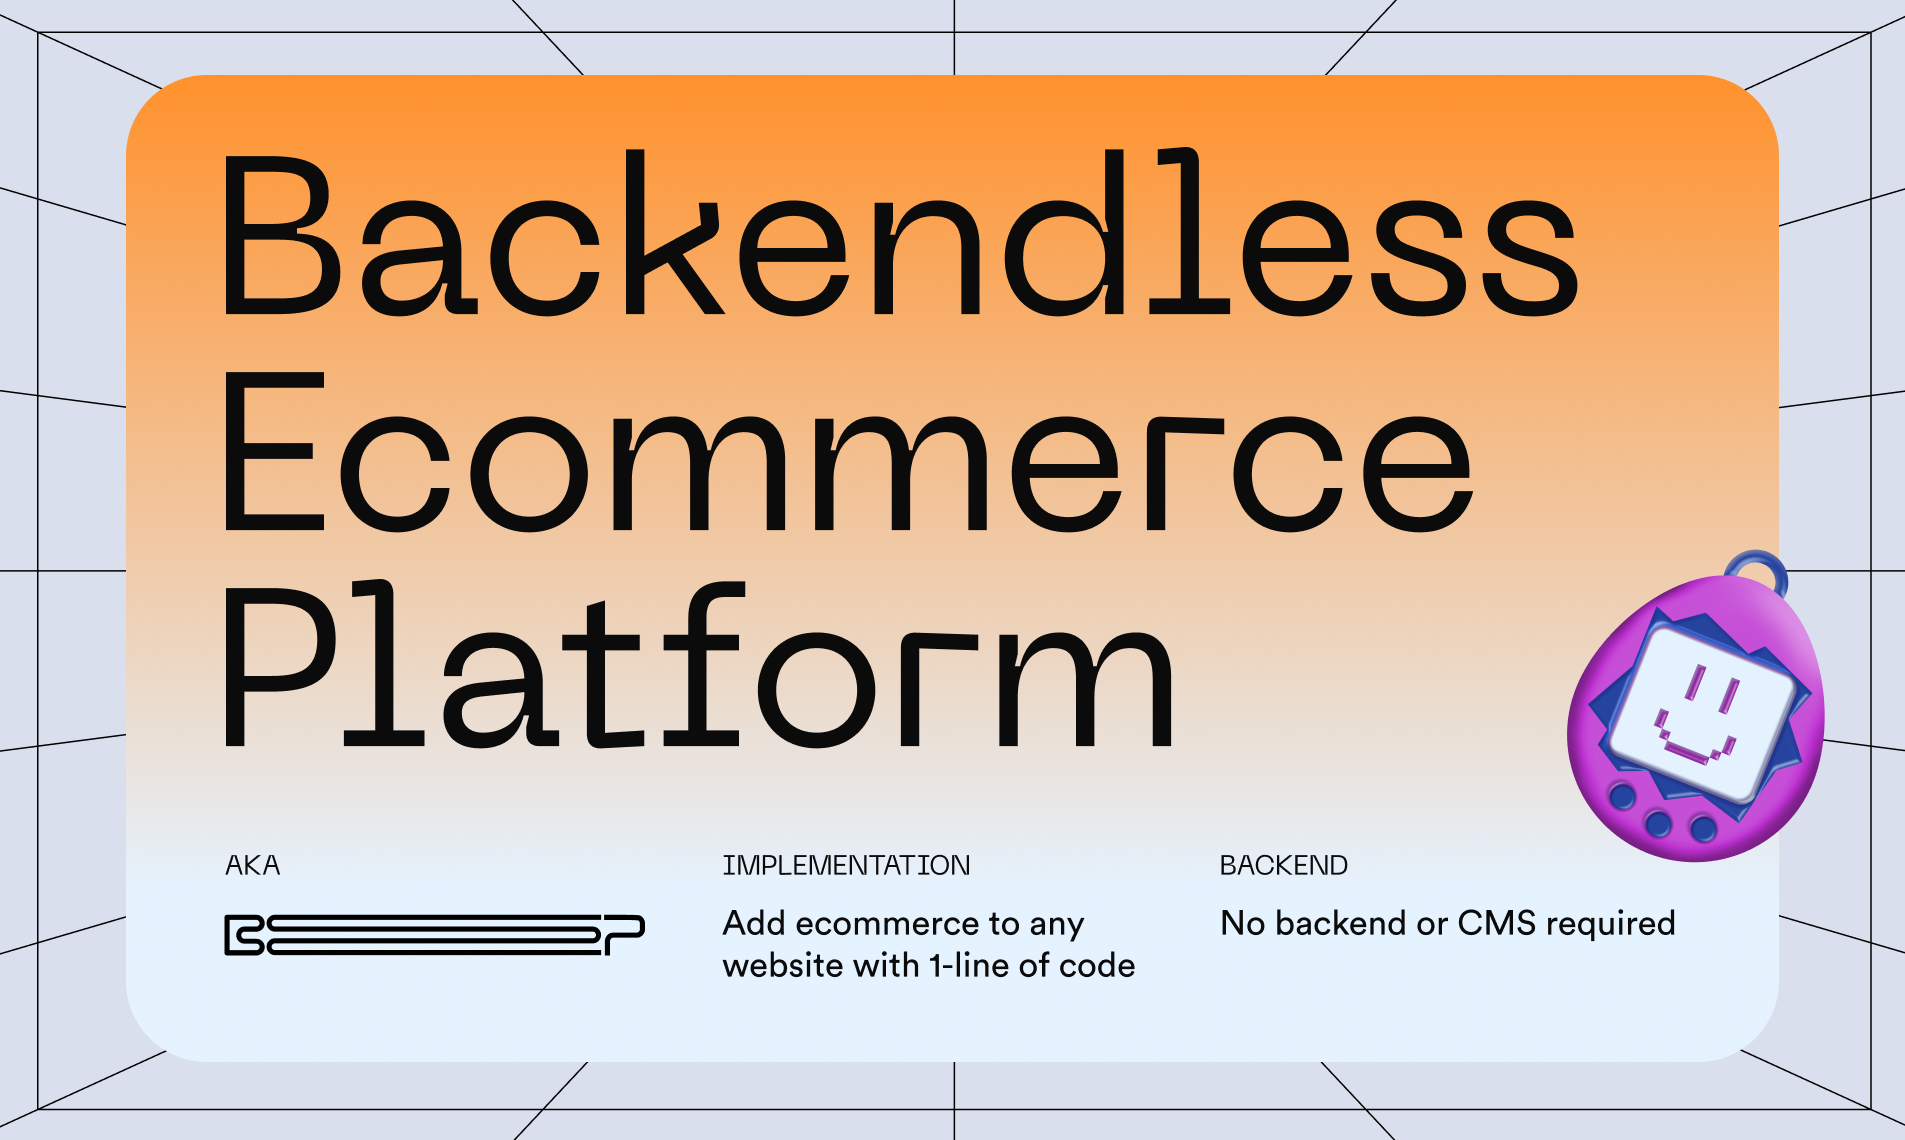 Backendless
Ecommerce
Platform
AKA
IMPLEMENTATION
Add ecommerce to any
website with 1-line of code
BACKEND
No backend or CMS required